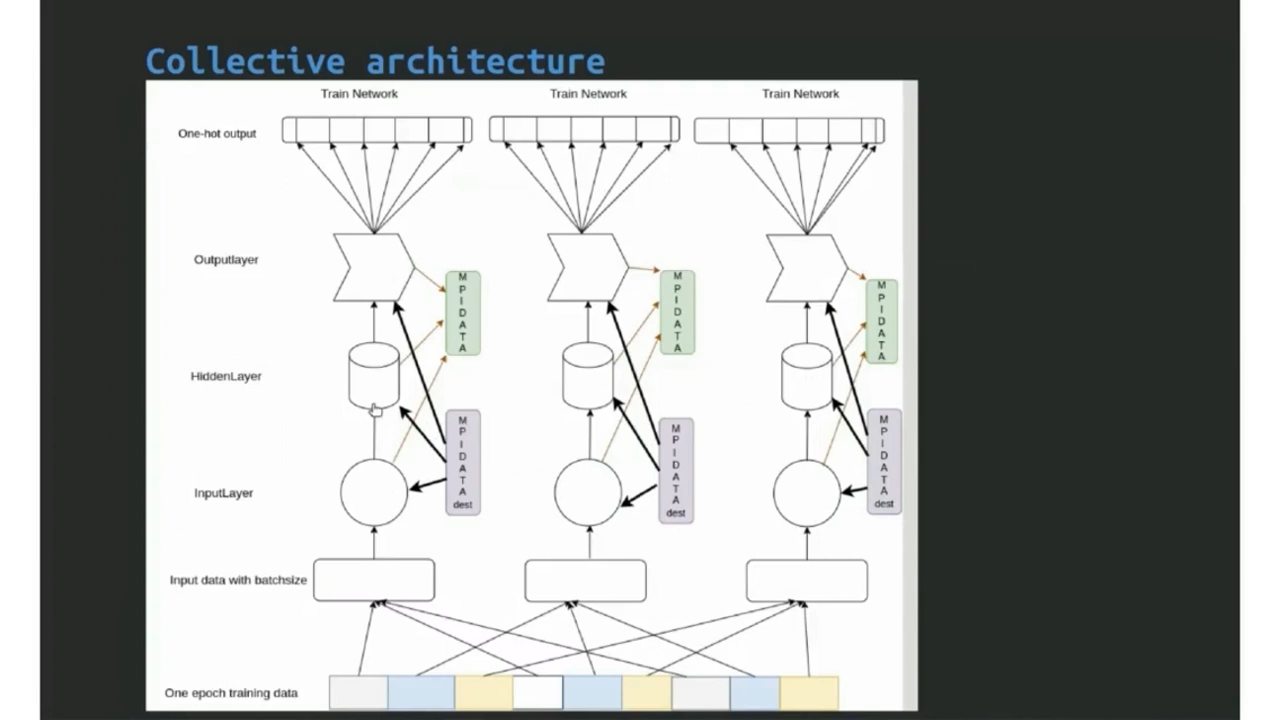 Collective architecture
Train Network
Train Network
Train Network
One-hot output
Outputlayer
MPIDATA
MPIDATA
MPIDATA
HiddenLayer
MPIDATA
dest
MPIDATA
dest
MPIDATA
dest
InputLayer
Input data with batchsize
One epoch training data